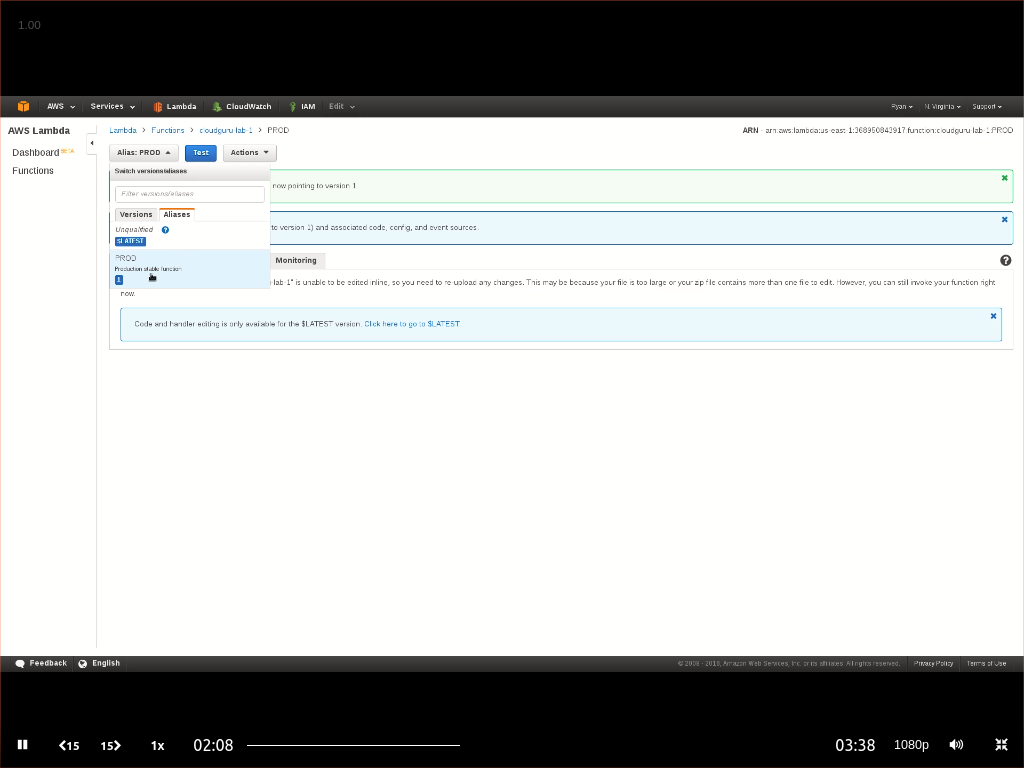 1.00
AWS Services Lambda CloudWatch IAM Edit Ryan N. Virginia Support
AWS Lambda
Dashboard BETA
Functions
Lambda > Functions > cloudguru-lab-1 > PROD
ARN - arn:aws:lambda:us-east-1:368950843917:function:cloudguru-lab-1:PROD
Alias: PROD Test Actions
Switch versions/aliases
now pointing to version 1
Filter versions/aliases
Versions Aliases
Unqualified ?
$LATEST
to version 1) and associated code, config, and event sources.
PROD
Production stable function
1
Monitoring ?
-lab-1" is unable to be edited inline, so you need to re-upload any changes. This may be because your file is too large or your zip file contains more than one file to edit. However, you can still invoke your function right
now.
Code and handler editing is only available for the $LATEST version. Click here to go to $LATEST
Feedback English © 2008 - 2016, Amazon Web Services, Inc. or its affiliates. All rights reserved. Privacy Policy Terms of Use
15 15 1x 02:08 03:38 1080p